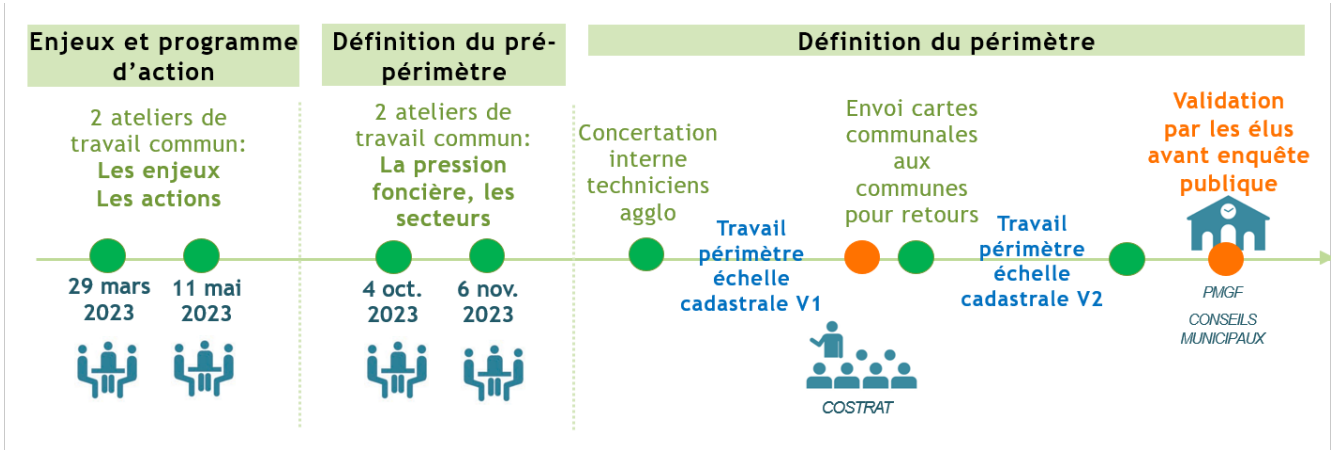 Enjeux et programme
d’action
2 ateliers de
travail commun:
Les enjeux
Les actions
29 mars
2023
11 mai
2023
Définition du pré-
périmètre
2 ateliers de
travail commun:
La pression
foncière, les
secteurs
4 oct.
2023
6 nov.
2023
Définition du périmètre
Concertation
interne
techniciens
agglo
Travail
périmètre
échelle
cadastrale V1
COSTRAT
Envoi cartes
communales
aux
communes
pour retours
Travail
périmètre
échelle
cadastrale V2
Validation
par les élus
avant enquête
publique
PMGF
CONSEILS
MUNICIPAUX